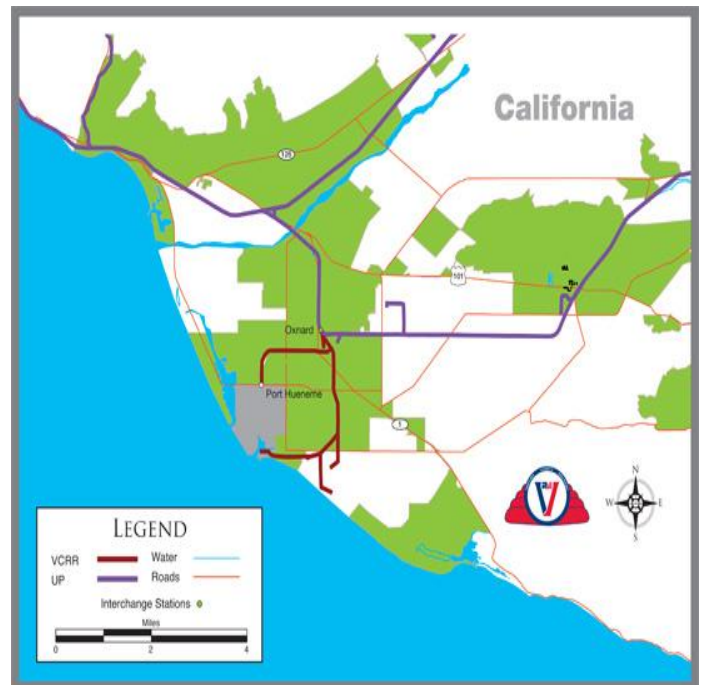 California
126
101
Oxnard
Port Hueneme
1
N
W E
S
LEGEND
VCRR Water
UP Roads
Interchange Stations
Miles
0 2 4